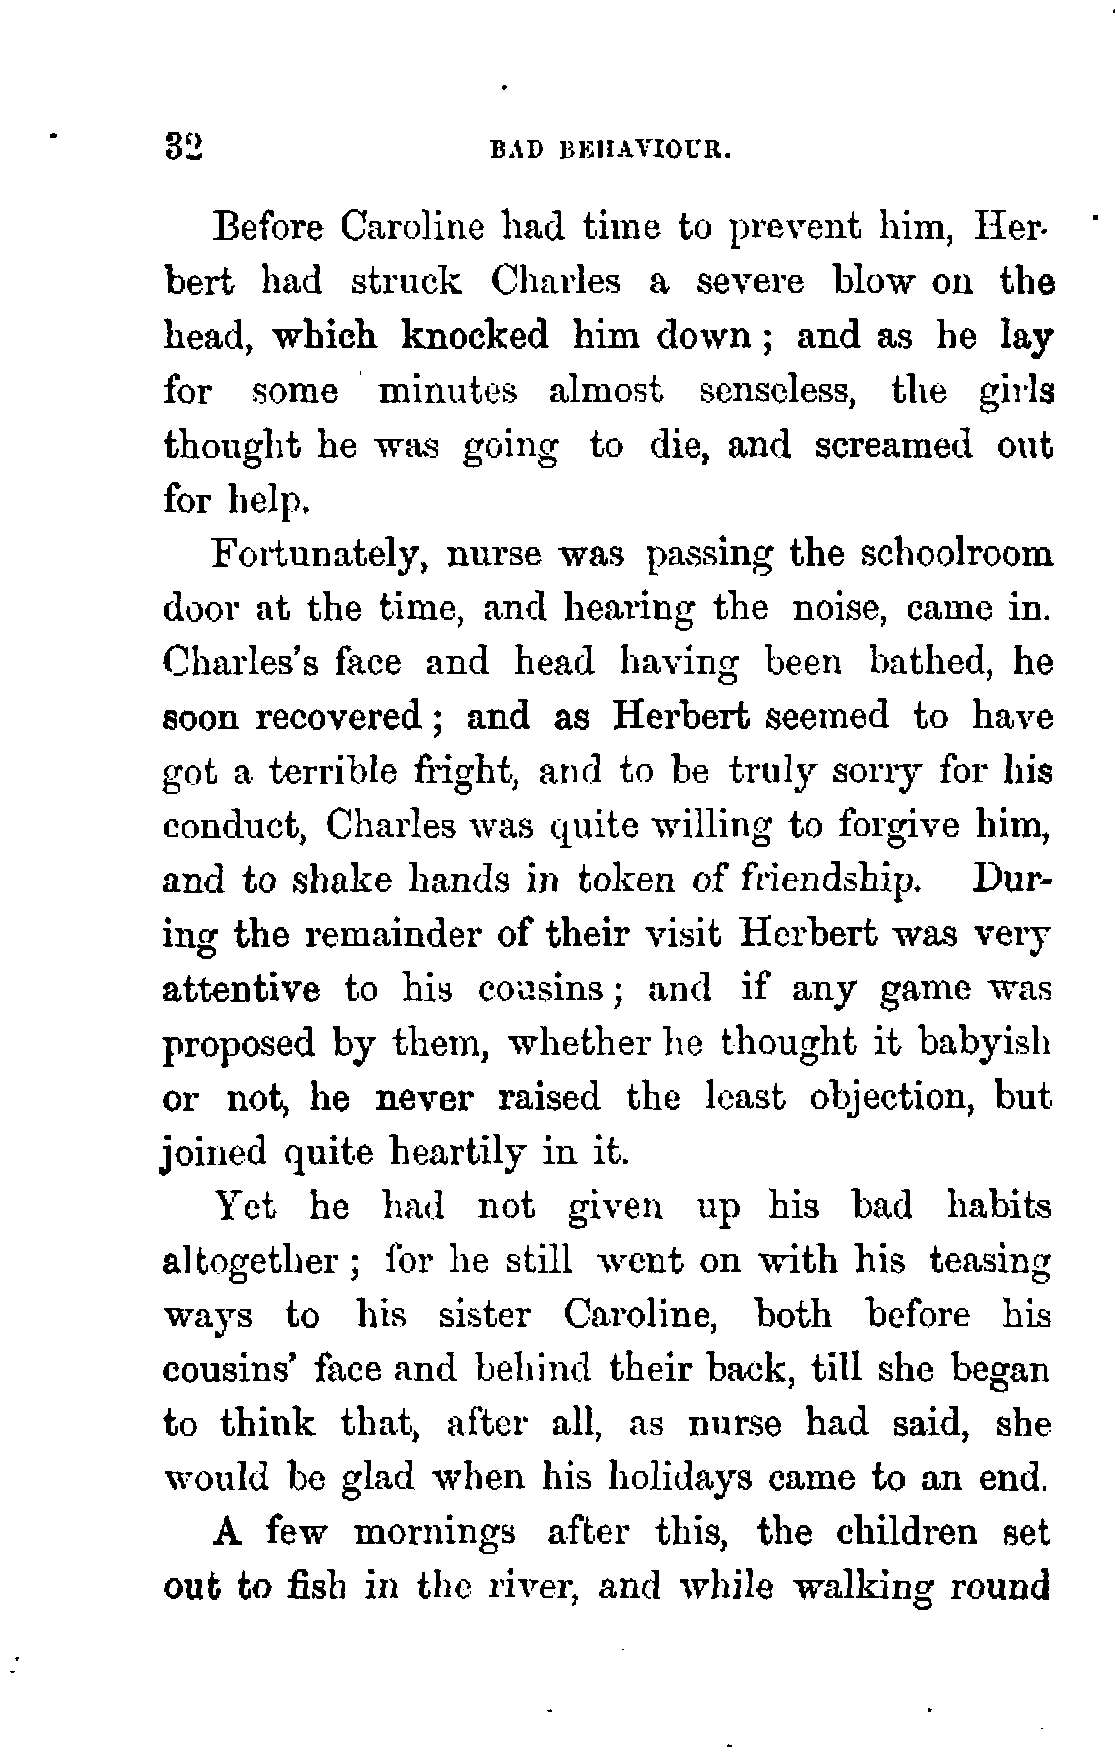 32 BAD BEHAVIOUR.
Before Caroline had time to prevent him, Her-
bert had struck Charles a severe blow on the
head, which knocked him down ; and as he lay
for some minutes almost senseless, the girls
thought he was going to die, and screamed out
for help.
Fortunately, nurse was passing the schoolroom
door at the time, and hearing the noise, came in.
Charles's face and head having been bathed, he
soon recovered ; and as Herbert seemed to have
got a terrible fright, and to be truly sorry for his
conduct, Charles was quite willing to forgive him,
and to shake hands in token of friendship. Dur-
ing the remainder of their visit Herbert was very
attentive to his cousins ; and if any game was
proposed by them, whether he thought it babyish
or not, he never raised the least objection, but
joined quite heartily in it.
Yet he had not given up his bad habits
altogether ; for he still went on with his teasing
ways to his sister Caroline, both before his
cousins' face and behind their back, till she began
to think that, after all, as nurse had said, she
would be glad when his holidays came to an end.
A few mornings after this, the children set
out to fish in the river, and while walking round